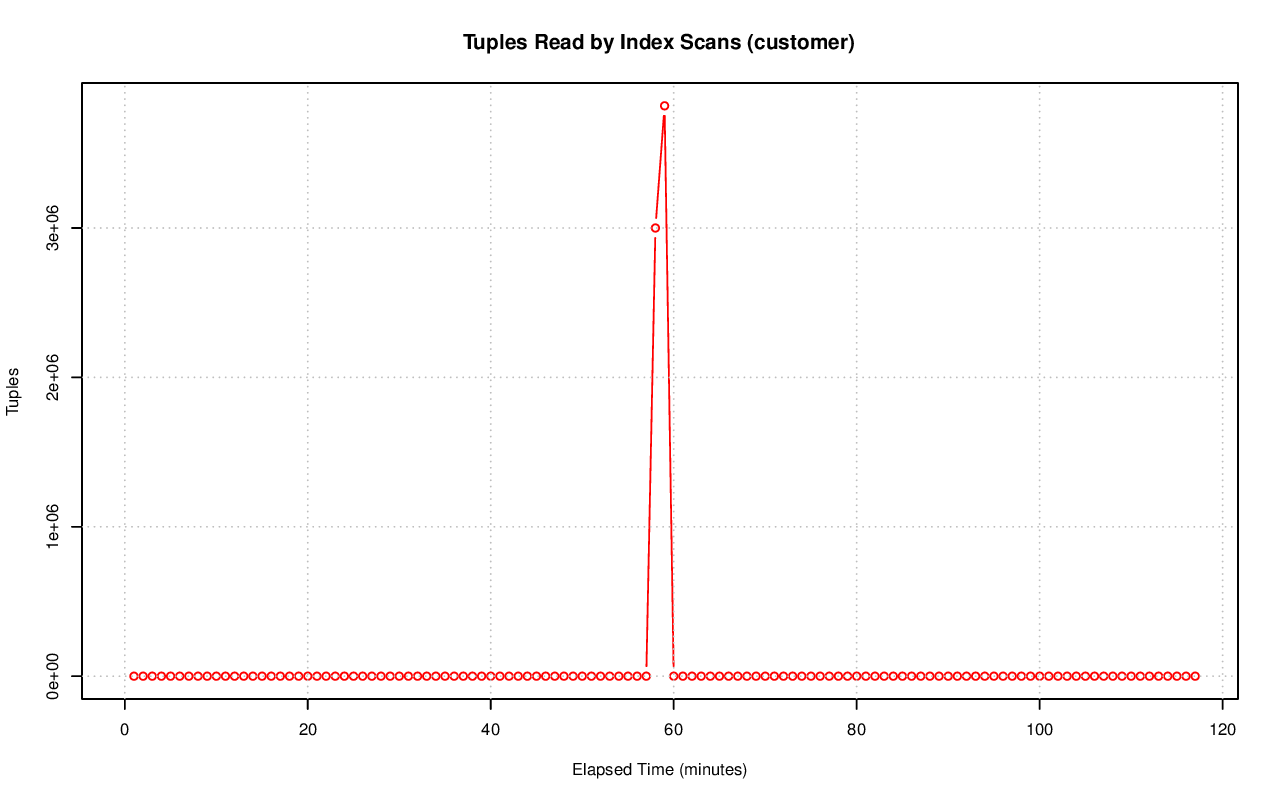 Tuples Read by Index Scans (customer)
Tuples
3e+06
2e+06
1e+06
0e+00
0 20 40 60 80 100 120
Elapsed Time (minutes)